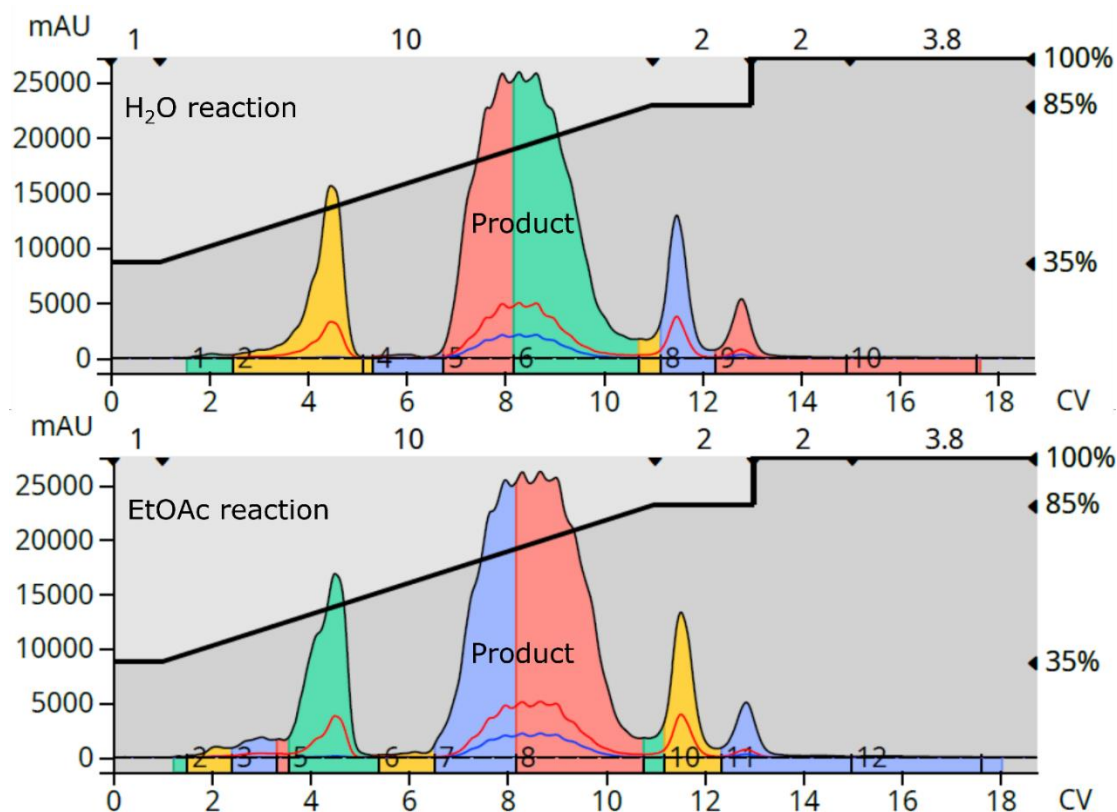 mAU
1 10 2 2 3.8
100%
25000
85%
H₂O reaction
20000
15000
Product
10000
35%
5000
0
1 2 4 5 6 8 9 10
0 2 4 6 8 10 12 14 16 18 CV
mAU
1 10 2 2 3.8
100%
25000
85%
EtOAc reaction
20000
15000
Product
10000
35%
5000
0
2 3 5 6 7 8 10 11 12
0 2 4 6 8 10 12 14 16 18 CV